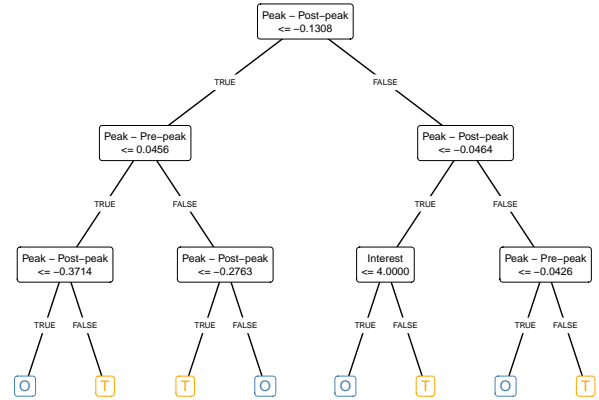 Peak − Post−peak
<= −0.1308
TRUE
FALSE
Peak − Pre−peak
<= 0.0456
Peak − Post−peak
<= −0.0464
TRUE
FALSE
TRUE
FALSE
Peak − Post−peak
<= −0.3714
Peak − Post−peak
<= −0.2763
Interest
<= 4.0000
Peak − Pre−peak
<= −0.0426
TRUE
FALSE
TRUE
FALSE
TRUE
FALSE
TRUE
FALSE
O
T
T
O
O
T
O
T